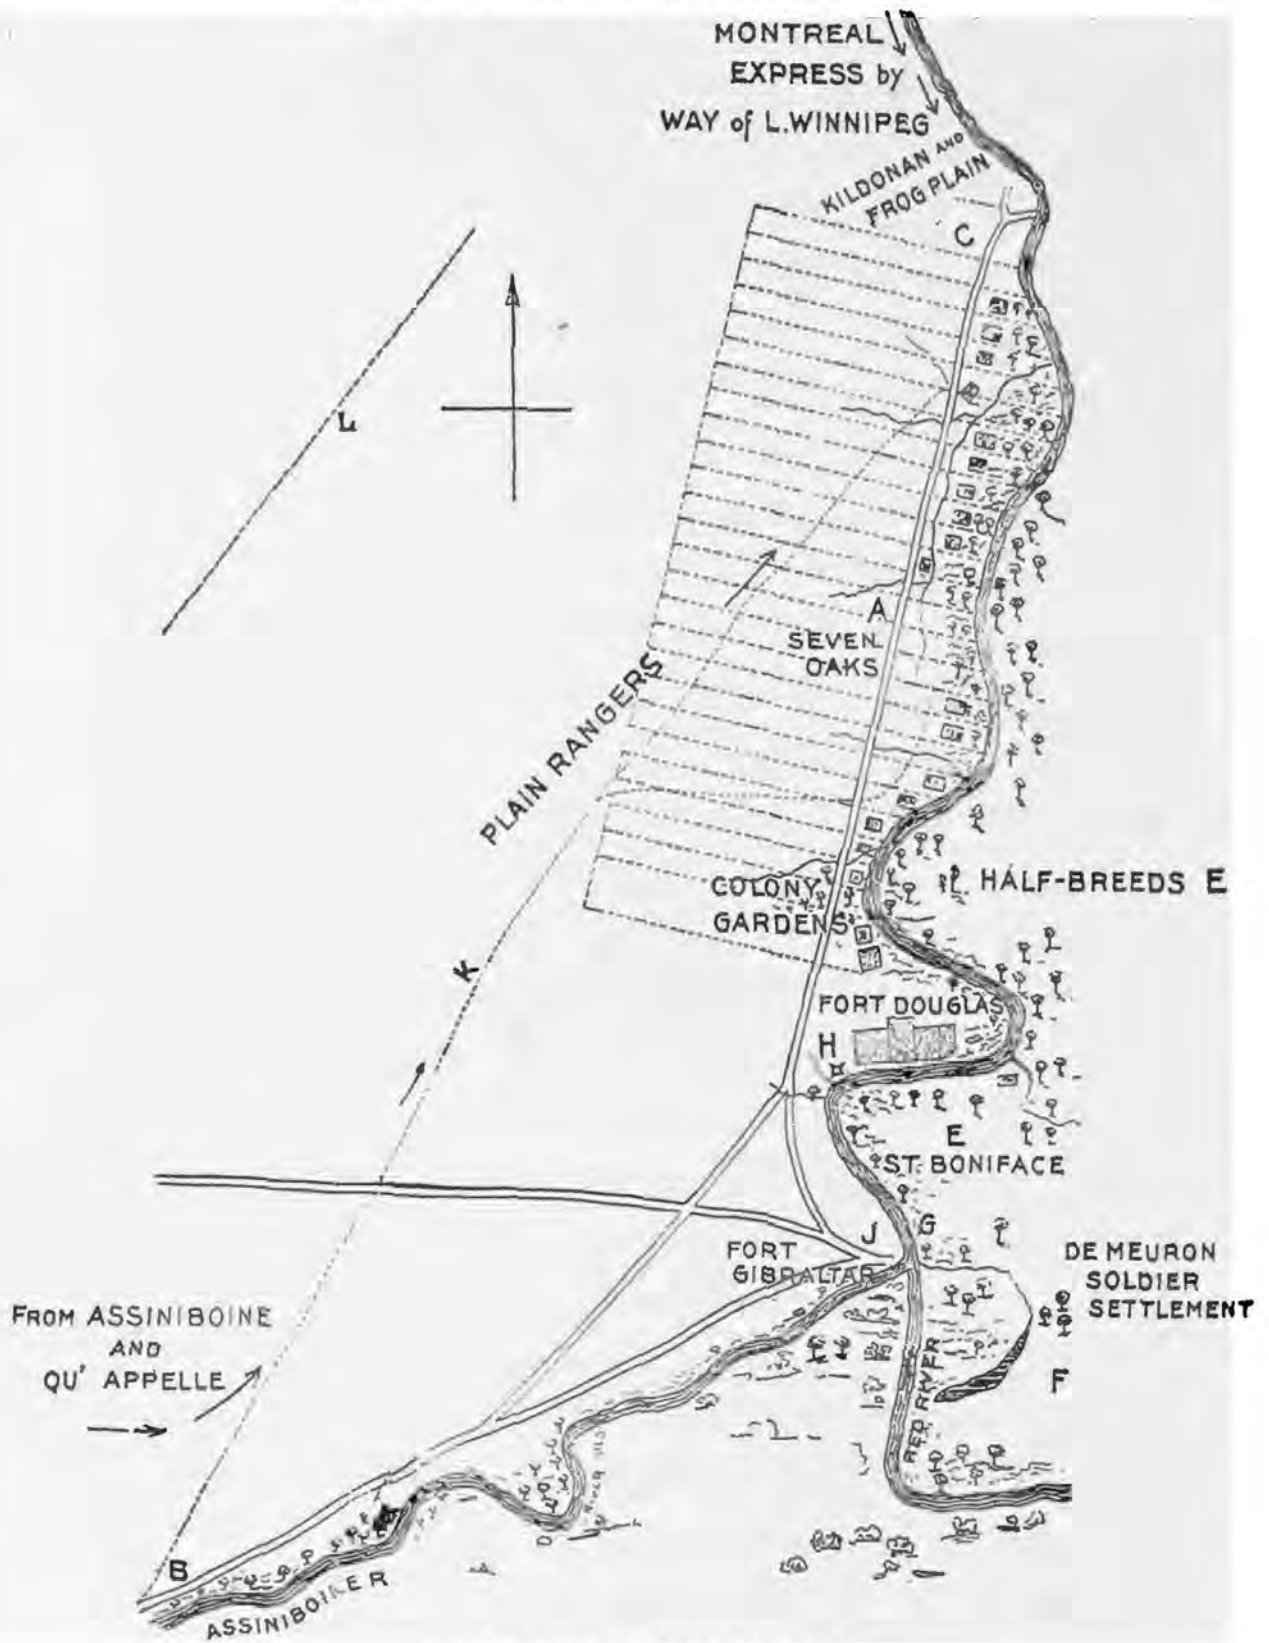 MONTREAL
EXPRESS by
WAY of L. WINNIPEG
KILDONAN AND
FROG PLAIN
C
L
A
SEVEN
OAKS
PLAIN RANGERS
COLONY
GARDENS
HALF-BREEDS E
K
FORT DOUGLAS
H
E
ST. BONIFACE
J
G
FORT
GIBRALTAR
DE MEURON
SOLDIER
SETTLEMENT
F
RED RIVER
FROM ASSINIBOINE
AND
QU' APPELLE
B
ASSINIBOINE R